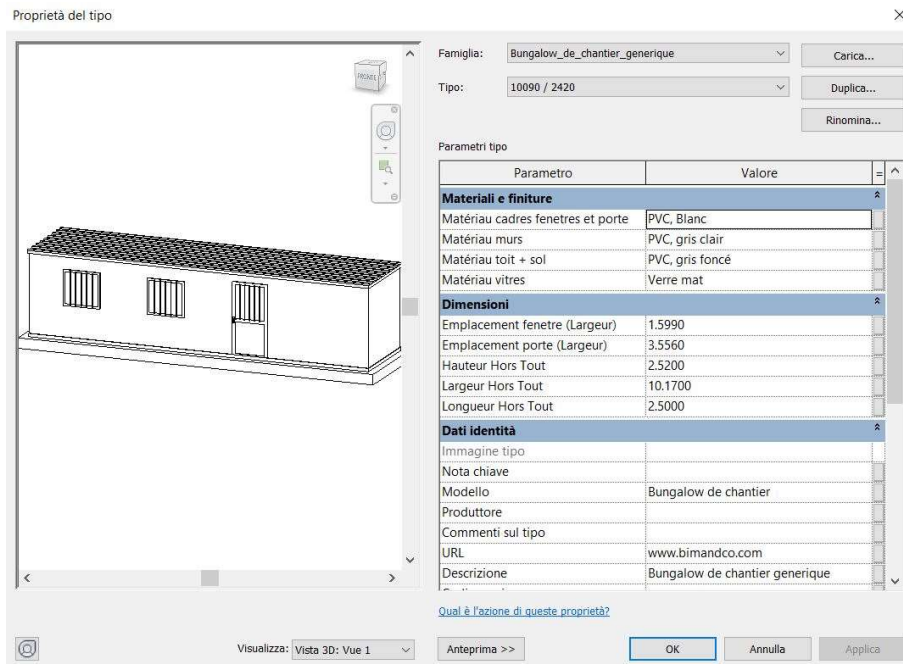 Proprietà del tipo
FRONTE
Famiglia: Bungalow_de_chantier_generique Carica...
Tipo: 10090 / 2420 Duplica...
Rinomina...
Parametri tipo
Parametro Valore =
Materiali e finiture
Matériau cadres fenetres et porte PVC, Blanc
Matériau murs PVC, gris clair
Matériau toit + sol PVC, gris foncé
Matériau vitres Verre mat
Dimensioni
Emplacement fenetre (Largeur) 1.5990
Emplacement porte (Largeur) 3.5560
Hauteur Hors Tout 2.5200
Largeur Hors Tout 10.1700
Longueur Hors Tout 2.5000
Dati identità
Immagine tipo
Nota chiave
Modello Bungalow de chantier
Produttore
Commenti sul tipo
URL www.bimandco.com
Descrizione Bungalow de chantier generique
Qual è l'azione di queste proprietà?
Visualizza: Vista 3D: Vue 1 Anteprima >> OK Annulla Applica